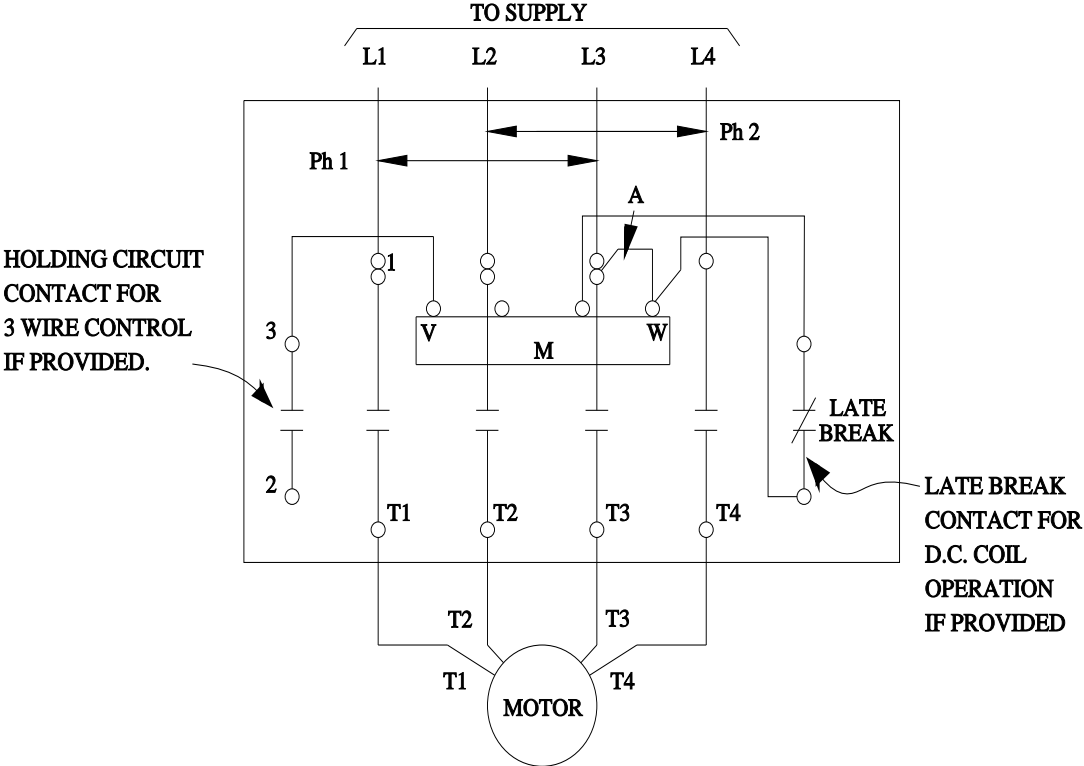 TO SUPPLY
L1 L2 L3 L4
Ph 2
Ph 1
A
HOLDING CIRCUIT
CONTACT FOR
3 WIRE CONTROL
IF PROVIDED.
1
3
V W
M
LATE
BREAK
2
T1 T2 T3 T4
LATE BREAK
CONTACT FOR
D.C. COIL
OPERATION
IF PROVIDED
T2 T3
T1 T4
MOTOR